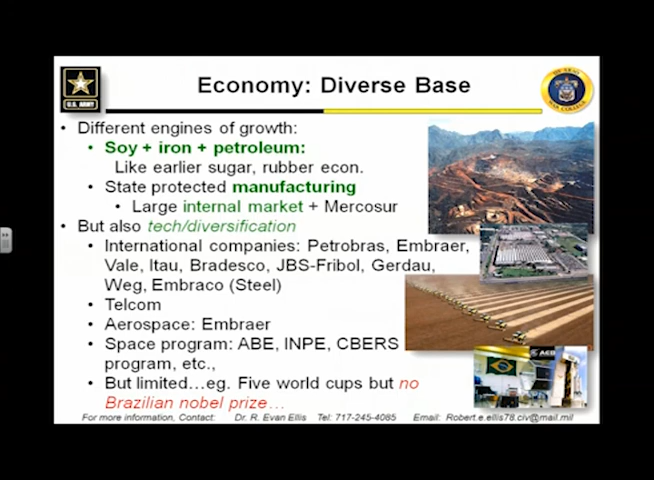 Economy: Diverse Base
U.S. ARMY
• Different engines of growth:
• Soy + iron + petroleum:
Like earlier sugar, rubber econ.
• State protected manufacturing
• Large internal market + Mercosur
• But also tech/diversification
• International companies: Petrobras, Embraer,
Vale, Itau, Bradesco, JBS-Fribol, Gerdau,
Weg, Embraco (Steel)
• Telcom
• Aerospace: Embraer
• Space program: ABE, INPE, CBERS
program, etc.,
• But limited…eg. Five world cups but no
Brazilian nobel prize…
For more information, Contact: Dr. R. Evan Ellis Tel: 717-245-4085 Email: Robert.e.ellis78.civ@mail.mil